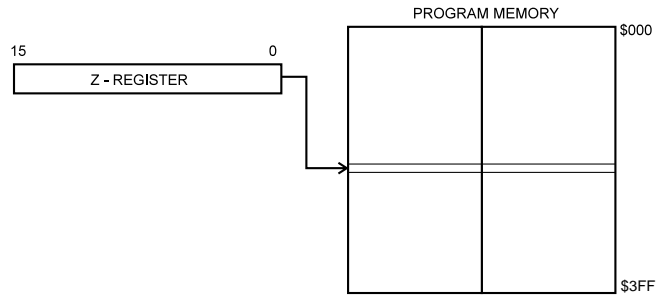 PROGRAM MEMORY
$000
15 0
Z - REGISTER
$3FF